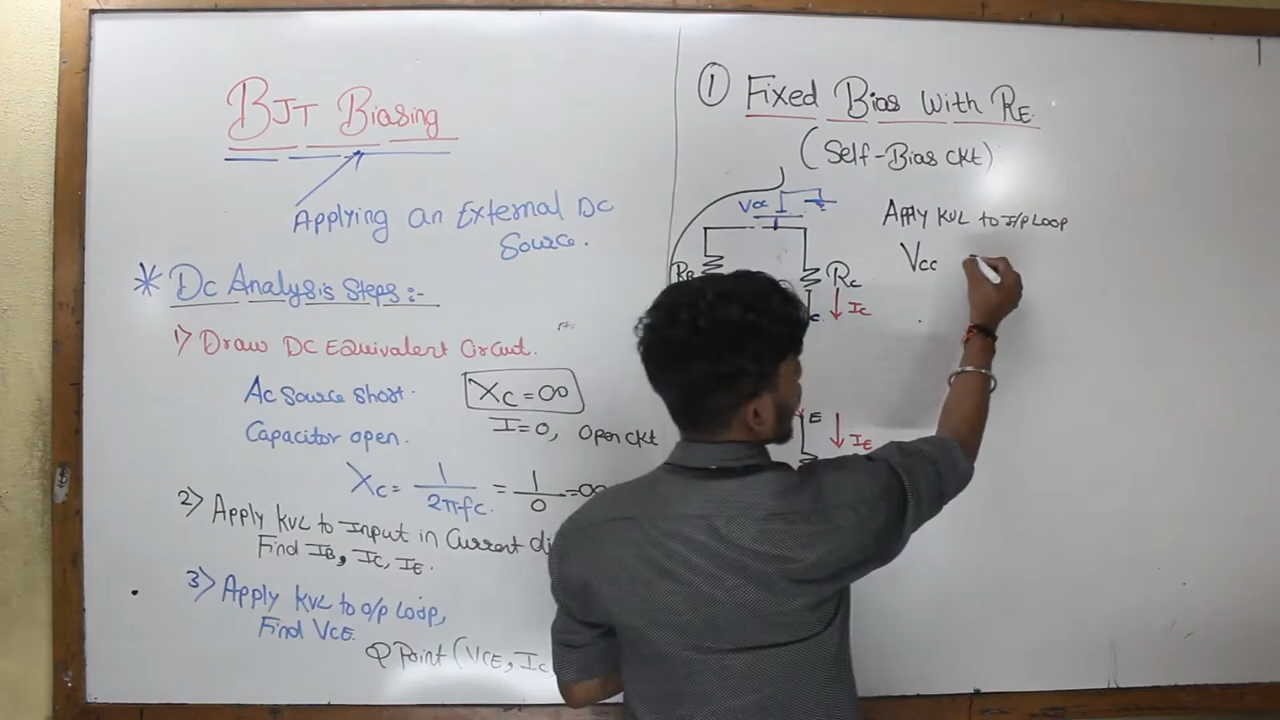 BJT Biasing
Applying an External DC
Source.
* Dc Analysis Steps:-
1) Draw DC Equivalent Circuit.
Ac Source short.
Capacitor open.
Xc = ∞
I = 0, Open ckt
Xc = 1/2πfc. = 1/0 = ∞
2) Apply KVL to Input in Current
Find IB, IC, IE.
3) Apply KVL to O/p Loop,
Find VCE.
Q Point (VCE, Ic
① Fixed Bias With RE.
(Self-Bias ckt)
Vcc
RB
Rc
Ic
C
E
IE
Apply KVL to I/p Loop
Vcc